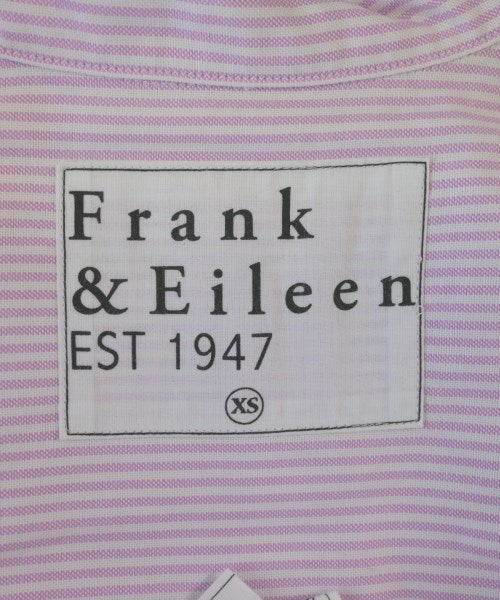 Frank
& Eileen
EST 1947
XS